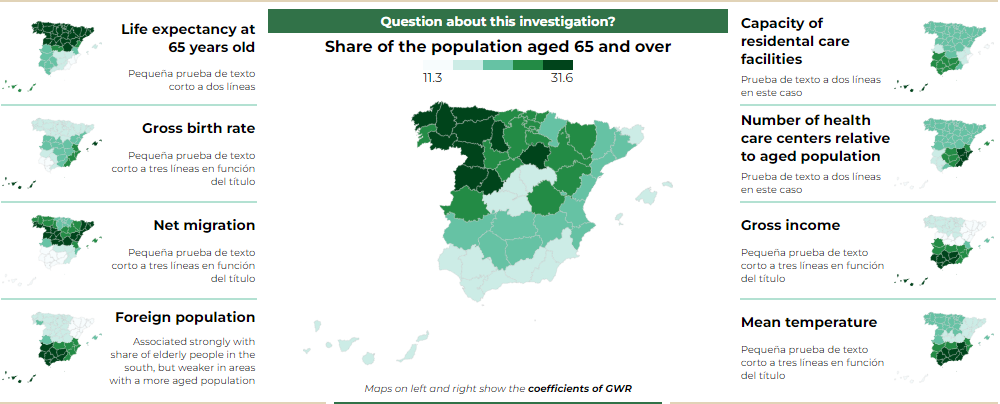 Life expectancy at
65 years old
Pequeña prueba de texto
corto a dos líneas
Gross birth rate
Pequeña prueba de texto
corto a tres líneas en función
del título
Net migration
Pequeña prueba de texto
corto a tres líneas en función
del título
Foreign population
Associated strongly with
share of elderly people in the
south, but weaker in areas
with a more aged population
Question about this investigation?
Share of the population aged 65 and over
11.3
31.6
Maps on left and right show the coefficients of GWR
Capacity of
residental care
facilities
Prueba de texto a dos líneas
en este caso
Number of health
care centers relative
to aged population
Prueba de texto a dos líneas
en este caso
Gross income
Pequeña prueba de texto
corto a tres líneas en función
del título
Mean temperature
Pequeña prueba de texto
corto a tres líneas en función
del título